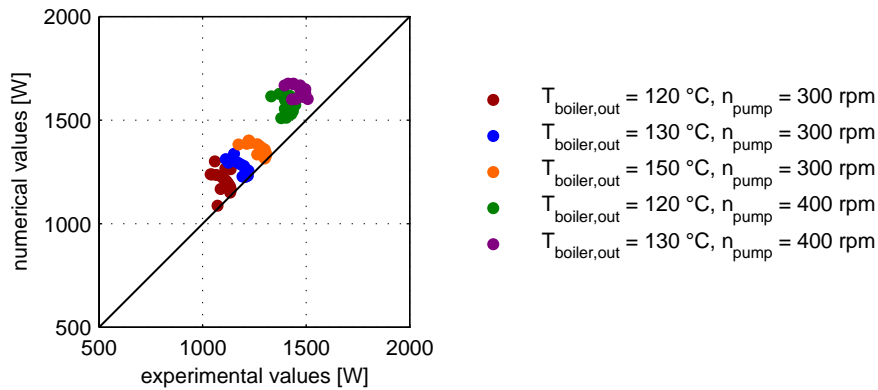 2000
1500
1000
500
numerical values [W]
500 1000 1500 2000
experimental values [W]
T_boiler,out = 120 °C, n_pump = 300 rpm
T_boiler,out = 130 °C, n_pump = 300 rpm
T_boiler,out = 150 °C, n_pump = 300 rpm
T_boiler,out = 120 °C, n_pump = 400 rpm
T_boiler,out = 130 °C, n_pump = 400 rpm